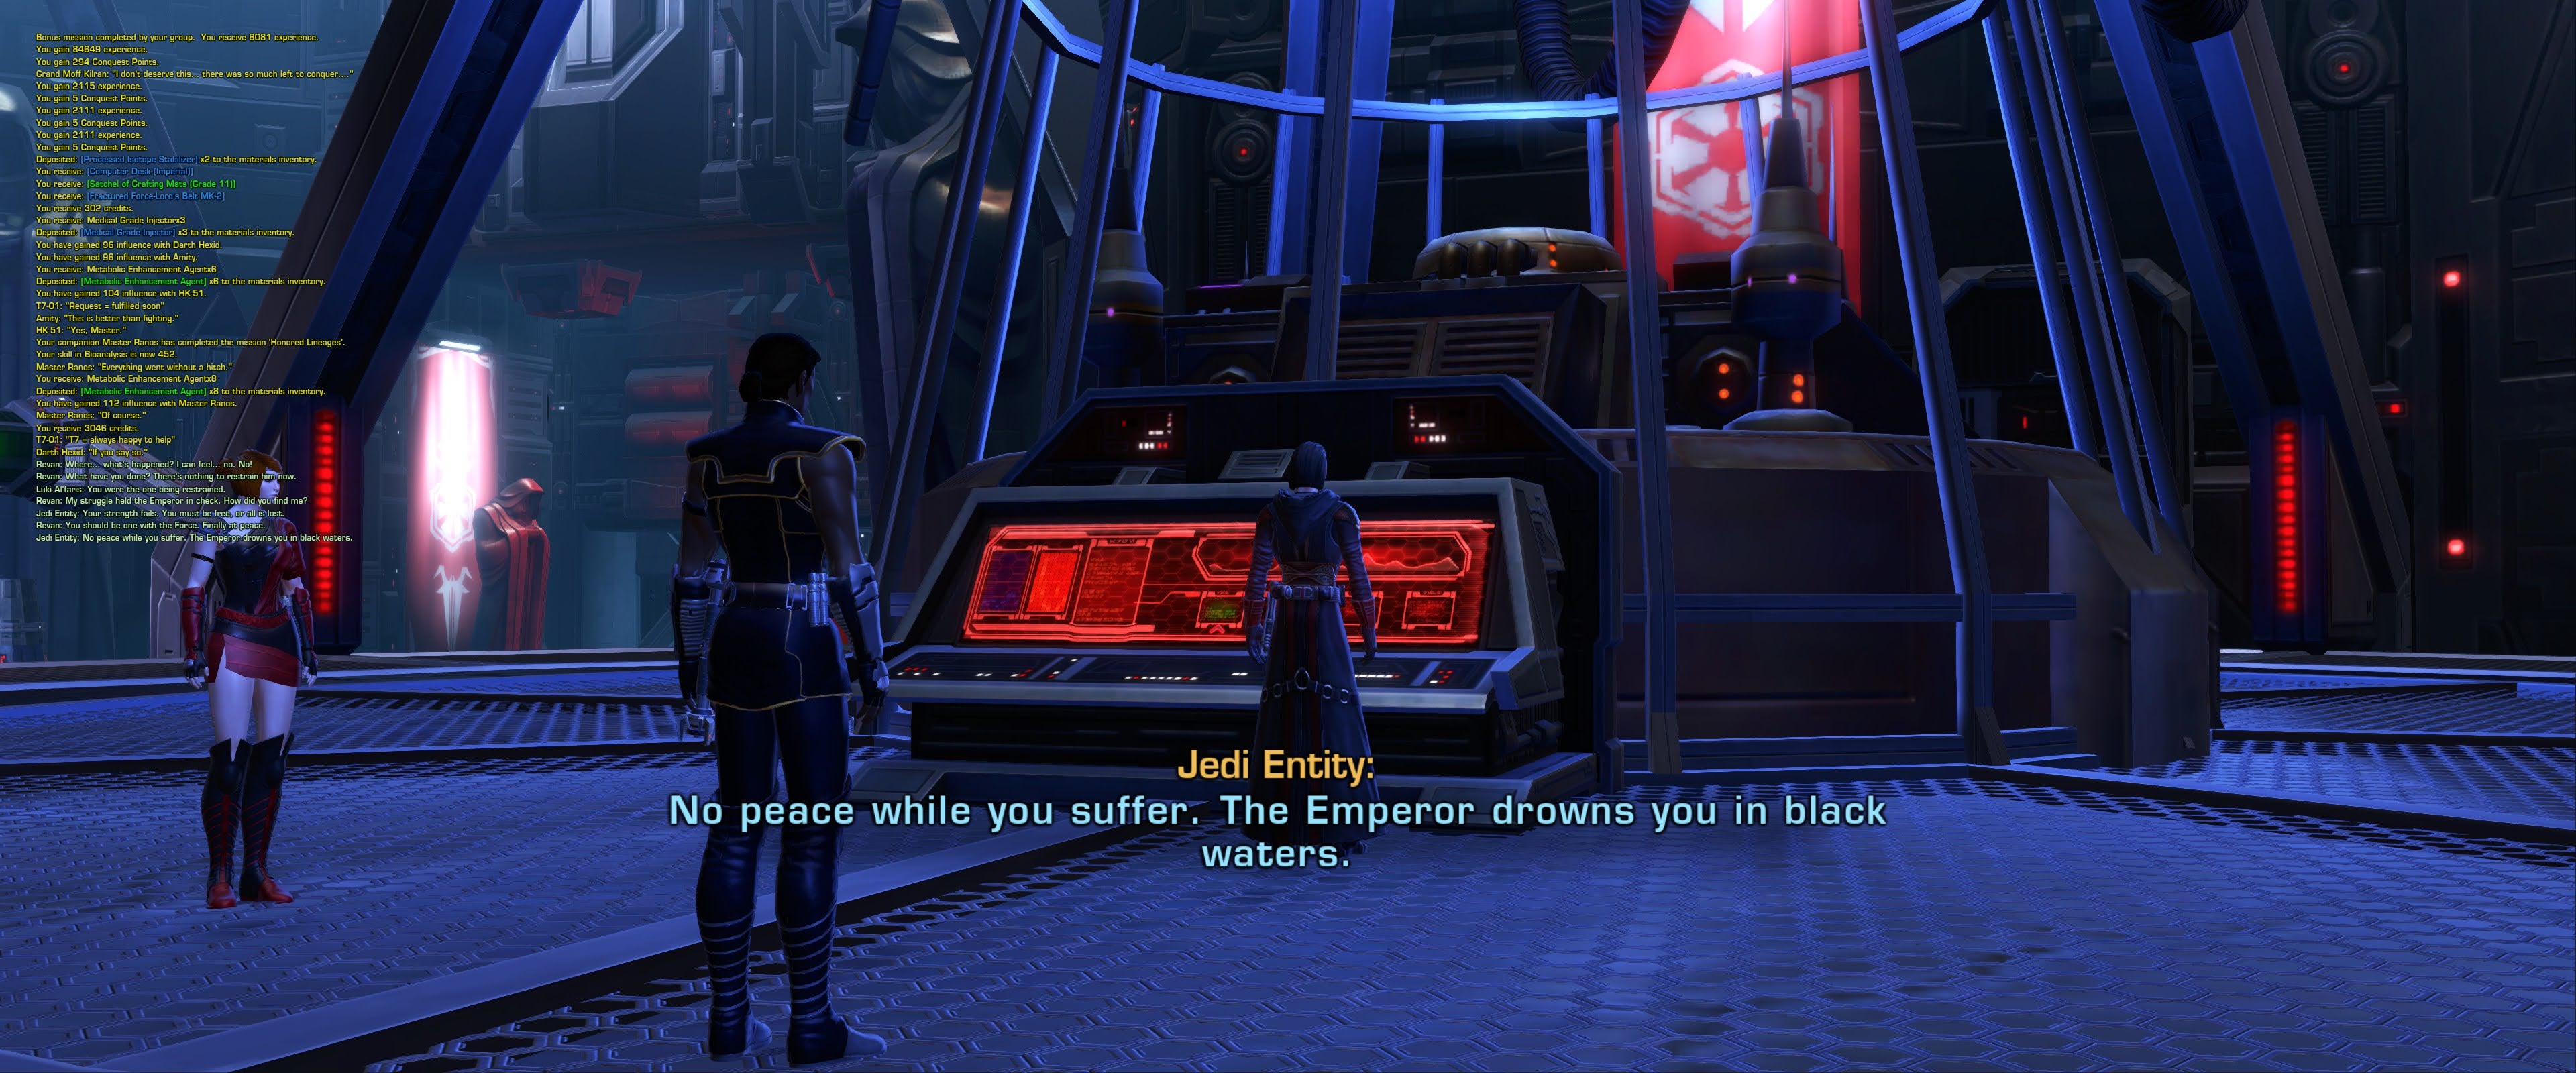 Bonus mission completed by your group. You receive 8081 experience.
You gain 84649 experience.
You gain 294 Conquest Points.
Grand Moff Kilran: "I don't deserve this... there was so much left to conquer...."
You gain 2115 experience.
You gain 5 Conquest Points.
You gain 2111 experience.
You gain 5 Conquest Points.
You gain 2111 experience.
You gain 5 Conquest Points.
Deposited: [Processed Isotope Stabilizer] x2 to the materials inventory.
You receive: [Computer Desk (Imperial)]
You receive: [Satchel of Crafting Mats (Grade 11)]
You receive: [Fractured Force-Lord's Belt MK-2]
You receive 302 credits.
You receive: Medical Grade Injectorx3
Deposited: [Medical Grade Injector] x3 to the materials inventory.
You have gained 96 influence with Darth Hexid.
You have gained 96 influence with Amity.
You receive: Metabolic Enhancement Agentx6
Deposited: [Metabolic Enhancement Agent] x6 to the materials inventory.
You have gained 104 influence with HK-51.
T7-O1: "Request = fulfilled soon"
Amity: "This is better than fighting."
HK-51: "Yes, Master."
Your companion Master Ranos has completed the mission 'Honored Lineages'.
Your skill in Bioanalysis is now 452.
Master Ranos: "Everything went without a hitch."
You receive: Metabolic Enhancement Agentx8
Deposited: [Metabolic Enhancement Agent] x8 to the materials inventory.
You have gained 112 influence with Master Ranos.
Master Ranos: "Of course."
You receive 3046 credits.
T7-O1: "T7 = always happy to help"
Darth Hexid: "If you say so."
Revan: Where... what's happened? I can feel... no. No!
Revan: What have you done? There's nothing to restrain him now.
Luki Al'faris: You were the one being restrained.
Revan: My struggle held the Emperor in check. How did you find me?
Jedi Entity: Your strength fails. You must be free, or all is lost.
Revan: You should be one with the Force. Finally at peace.
Jedi Entity: No peace while you suffer. The Emperor drowns you in black waters.
Jedi Entity:
No peace while you suffer. The Emperor drowns you in black
waters.